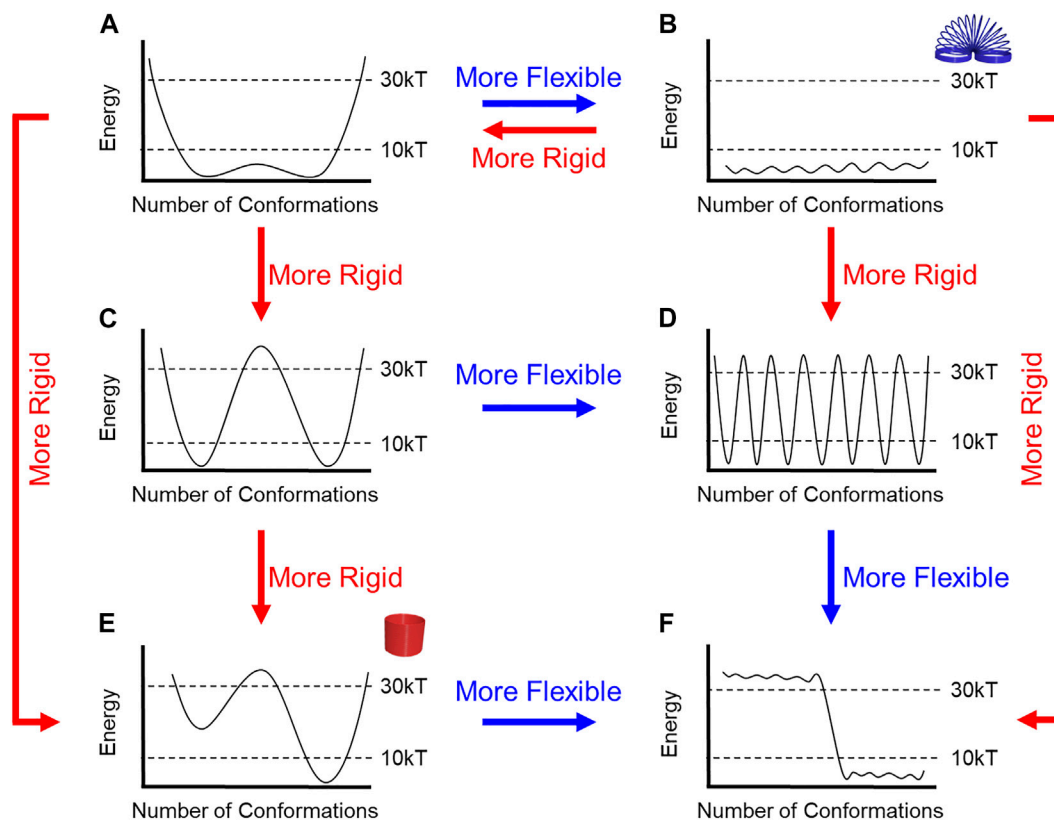 A
Energy
30kT
10kT
Number of Conformations
More Flexible
More Rigid
B
Energy
30kT
10kT
Number of Conformations
More Rigid
More Rigid
More Rigid
More Rigid
C
Energy
30kT
10kT
Number of Conformations
More Flexible
D
Energy
30kT
10kT
Number of Conformations
More Rigid
More Flexible
E
Energy
30kT
10kT
Number of Conformations
More Flexible
F
Energy
30kT
10kT
Number of Conformations